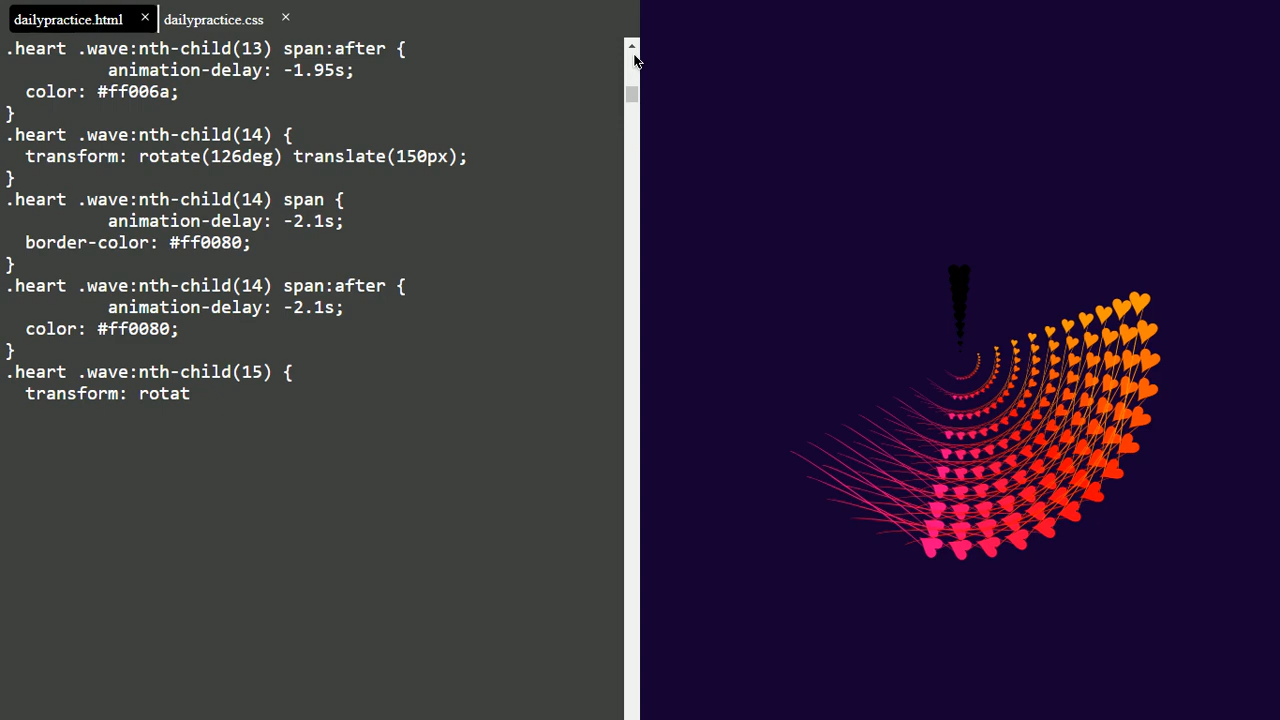 dailypractice.html × dailypractice.css ×
.heart .wave:nth-child(13) span:after {
animation-delay: -1.95s;
color: #ff006a;
}
.heart .wave:nth-child(14) {
transform: rotate(126deg) translate(150px);
}
.heart .wave:nth-child(14) span {
animation-delay: -2.1s;
border-color: #ff0080;
}
.heart .wave:nth-child(14) span:after {
animation-delay: -2.1s;
color: #ff0080;
}
.heart .wave:nth-child(15) {
transform: rotat